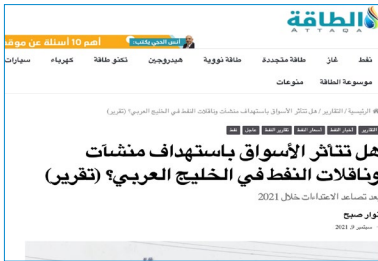 الطاقة
ATTAQA
أنس الحجي يكتب:
أهم 10 أسئلة عن موقف
نفط غاز طاقة متجددة طاقة نووية هيدروجين تكنو طاقة كهرباء سيارات
موسوعة الطاقة منوعات
الرئيسية / التقارير / هل تتأثر الأسواق باستهداف منشآت وناقلات النفط في الخليج العربي؟ (تقرير)
التقارير أخبار النفط أسعار النفط تقارير النفط عاجل نفط
هل تتأثر الأسواق باستهداف منشآت
وناقلات النفط في الخليج العربي؟ (تقرير)
بعد تصاعد الاعتداءات خلال 2021
نوار صبح
سبتمبر 9, 2021